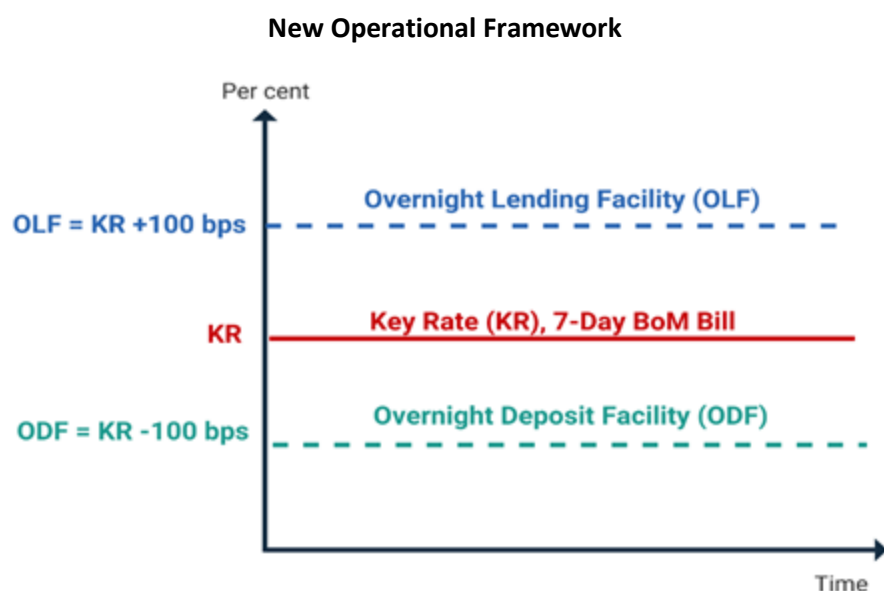 New Operational Framework
Per cent
Overnight Lending Facility (OLF)
OLF = KR +100 bps
Key Rate (KR), 7-Day BoM Bill
KR
Overnight Deposit Facility (ODF)
ODF = KR -100 bps
Time